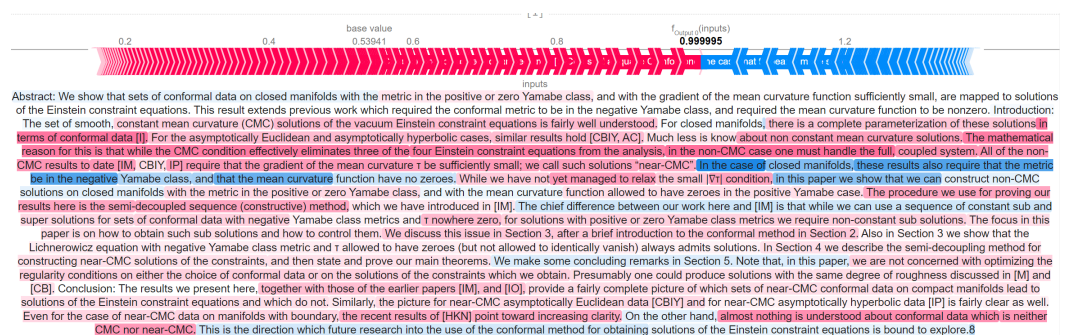 [1]
base value
f Output 0 (inputs)
0.2
0.4
0.53941
0.6
0.8
0.999995
1.2
inputs
Abstract: We show that sets of conformal data on closed manifolds with the metric in the positive or zero Yamabe class, and with the gradient of the mean curvature function sufficiently small, are mapped to solutions
of the Einstein constraint equations. This result extends previous work which required the conformal metric to be in the negative Yamabe class, and required the mean curvature function to be nonzero. Introduction:
The set of smooth, constant mean curvature (CMC) solutions of the vacuum Einstein constraint equations is fairly well understood. For closed manifolds, there is a complete parameterization of these solutions in
terms of conformal data [I]. For the asymptotically Euclidean and asymptotically hyperbolic cases, similar results hold [CBIY, AC]. Much less is know about non constant mean curvature solutions. The mathematical
reason for this is that while the CMC condition effectively eliminates three of the four Einstein constraint equations from the analysis, in the non-CMC case one must handle the full, coupled system. All of the non-
CMC results to date [IM, CBIY, IP] require that the gradient of the mean curvature τ be sufficiently small; we call such solutions "near-CMC". In the case of closed manifolds, these results also require that the metric
be in the negative Yamabe class, and that the mean curvature function have no zeroes. While we have not yet managed to relax the small |∇τ| condition, in this paper we show that we can construct non-CMC
solutions on closed manifolds with the metric in the positive or zero Yamabe class, and with the mean curvature function allowed to have zeroes in the positive Yamabe case. The procedure we use for proving our
results here is the semi-decoupled sequence (constructive) method, which we have introduced in [IM]. The chief difference between our work here and [IM] is that while we can use a sequence of constant sub and
super solutions for sets of conformal data with negative Yamabe class metrics and τ nowhere zero, for solutions with positive or zero Yamabe class metrics we require non-constant sub solutions. The focus in this
paper is on how to obtain such sub solutions and how to control them. We discuss this issue in Section 3, after a brief introduction to the conformal method in Section 2. Also in Section 3 we show that the
Lichnerowicz equation with negative Yamabe class metric and τ allowed to have zeroes (but not allowed to identically vanish) always admits solutions. In Section 4 we describe the semi-decoupling method for
constructing near-CMC solutions of the constraints, and then state and prove our main theorems. We make some concluding remarks in Section 5. Note that, in this paper, we are not concerned with optimizing the
regularity conditions on either the choice of conformal data or on the solutions of the constraints which we obtain. Presumably one could produce solutions with the same degree of roughness discussed in [M] and
[CB]. Conclusion: The results we present here, together with those of the earlier papers [IM], and [IO], provide a fairly complete picture of which sets of near-CMC conformal data on compact manifolds lead to
solutions of the Einstein constraint equations and which do not. Similarly, the picture for near-CMC asymptotically Euclidean data [CBIY] and for near-CMC asymptotically hyperbolic data [IP] is fairly clear as well.
Even for the case of near-CMC data on manifolds with boundary, the recent results of [HKN] point toward increasing clarity. On the other hand, almost nothing is understood about conformal data which is neither
CMC nor near-CMC. This is the direction which future research into the use of the conformal method for obtaining solutions of the Einstein constraint equations is bound to explore.8